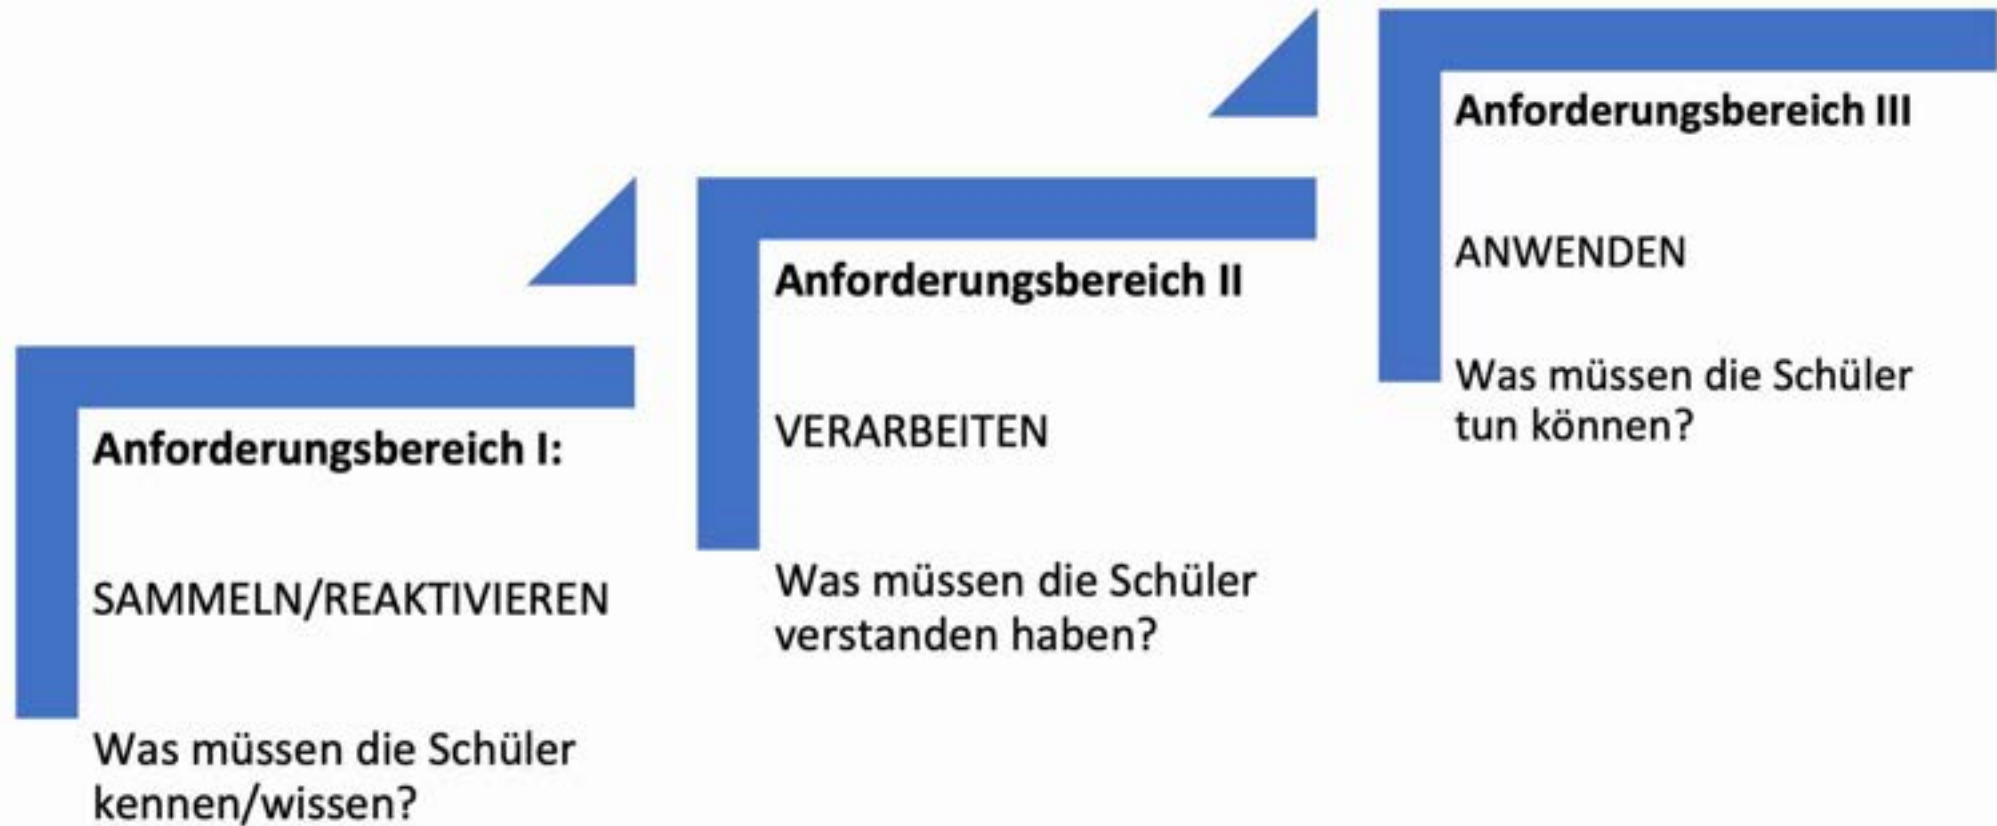 Anforderungsbereich I:
SAMMELN/REAKTIVIEREN
Was müssen die Schüler
kennen/wissen?
Anforderungsbereich II
VERARBEITEN
Was müssen die Schüler
verstanden haben?
Anforderungsbereich III
ANWENDEN
Was müssen die Schüler
tun können?